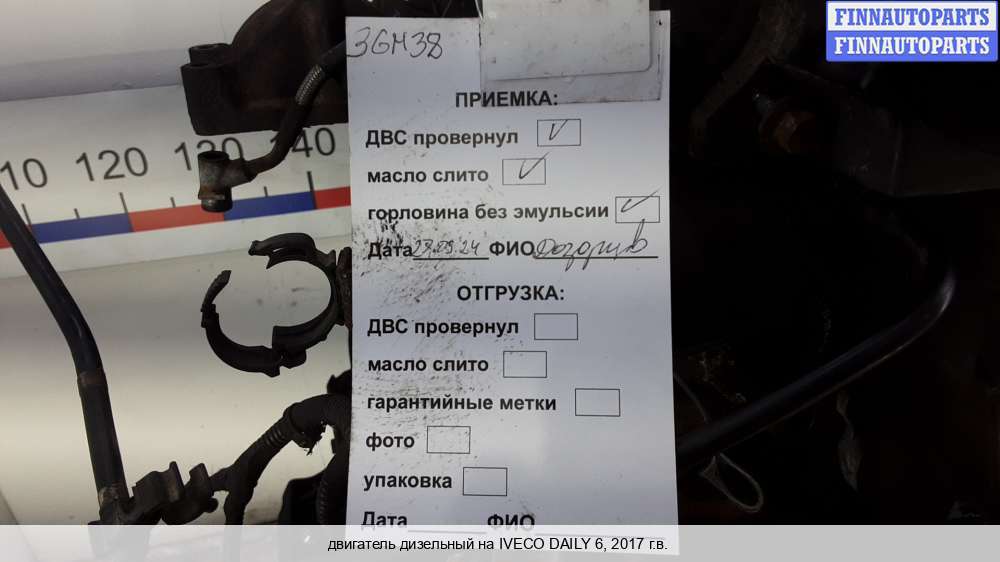 FINNAUTOPARTS
FINNAUTOPARTS
36M38
ПРИЕМКА:
ДВС провернул
масло слито
горловина без эмульсии
Дата 27.09.24 ФИО
ОТГРУЗКА:
ДВС провернул
масло слито
гарантийные метки
фото
упаковка
Дата ФИО
10 120 130 140
двигатель дизельный на IVECO DAILY 6, 2017 г.в.